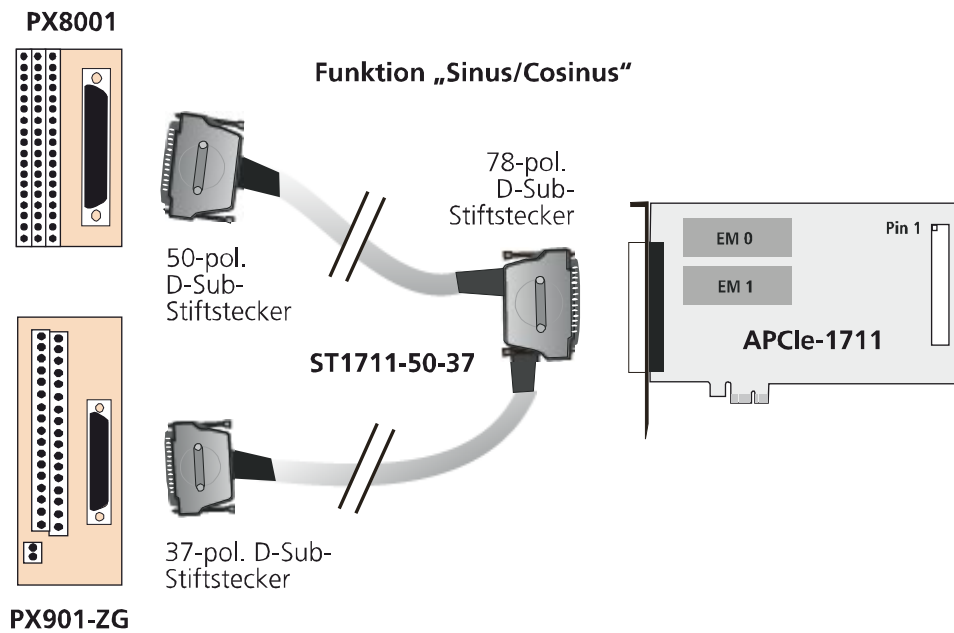 PX8001
Funktion „Sinus/Cosinus“
78-pol.
D-Sub-
Stiftstecker
50-pol.
D-Sub-
Stiftstecker
EM 0
EM 1
Pin 1
APCIe-1711
ST1711-50-37
37-pol. D-Sub-
Stiftstecker
PX901-ZG